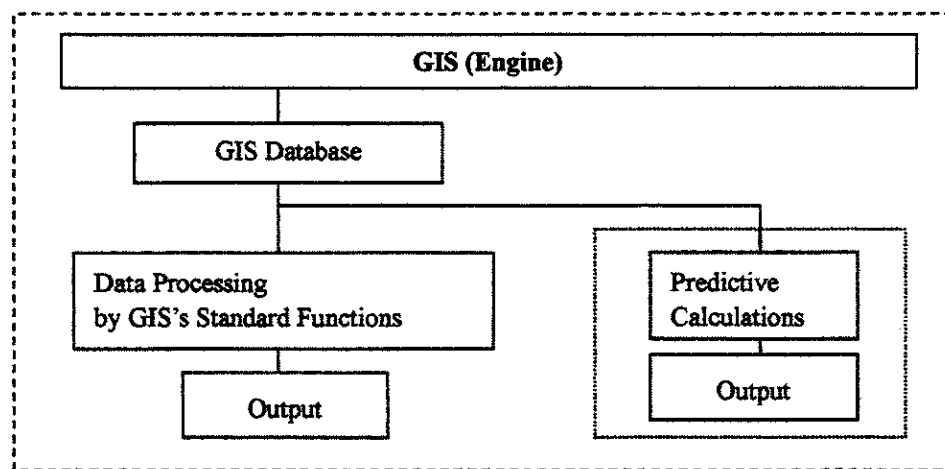 GIS (Engine)
GIS Database
Data Processing
by GIS's Standard Functions
Output
Predictive
Calculations
Output